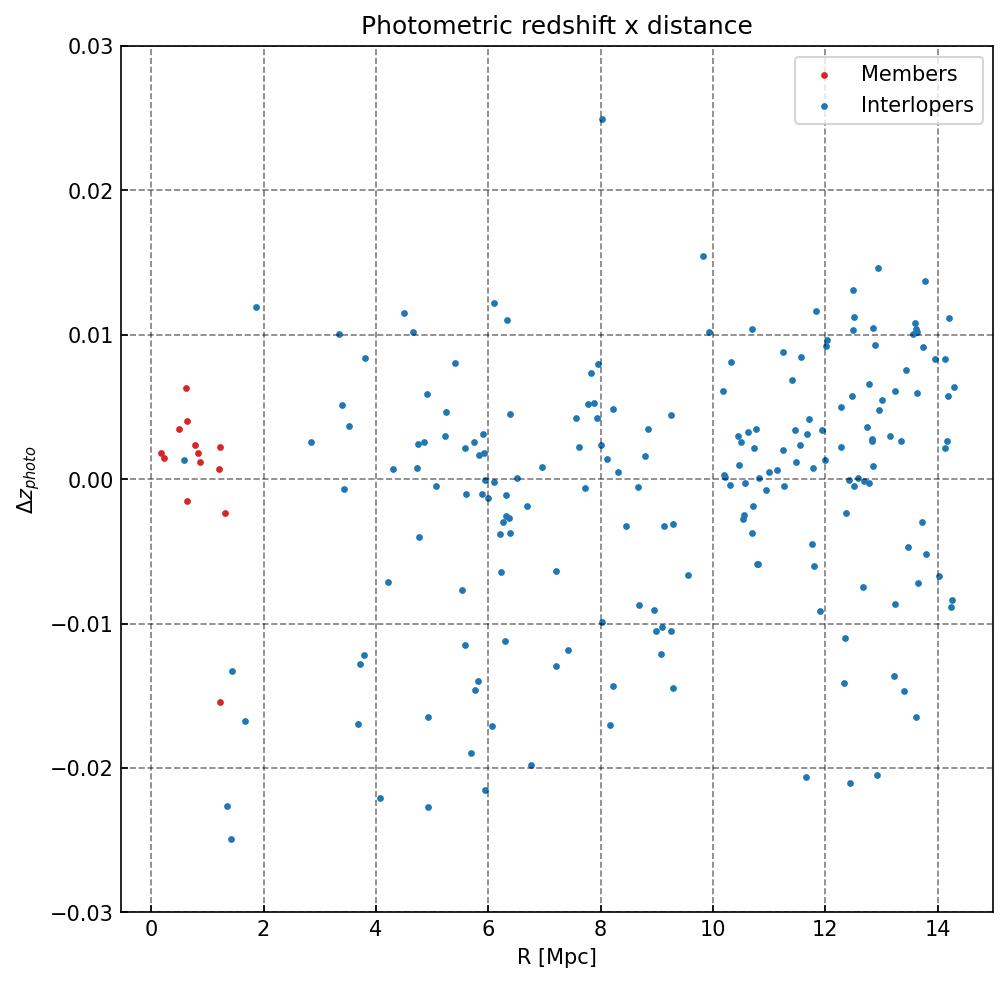 Photometric redshift x distance
Members
Interlopers
0.03
0.02
0.01
0.00
−0.01
−0.02
−0.03
Δz_photo
0 2 4 6 8 10 12 14
R [Mpc]